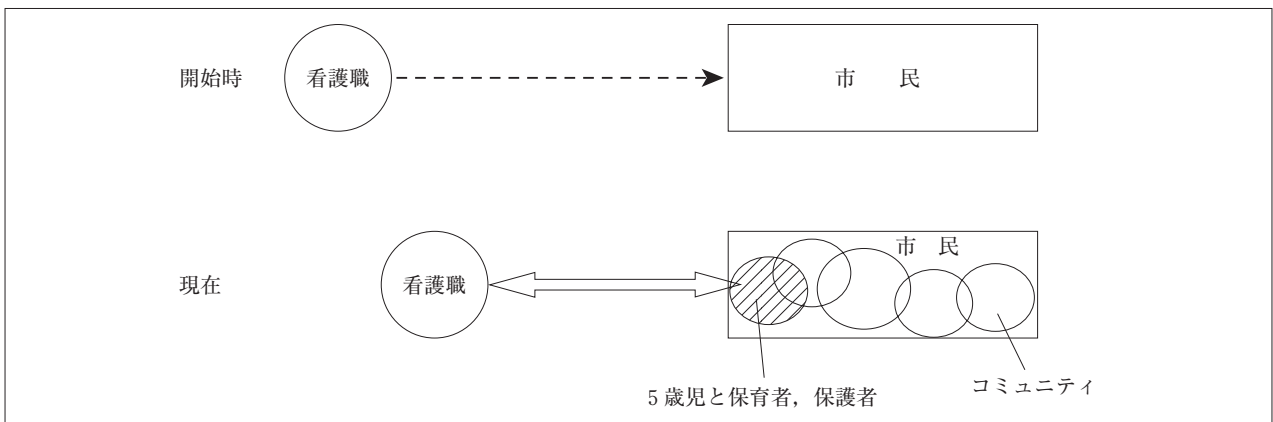 開始時
看護職
市　　民
市　民
現在
看護職
5 歳児と保育者，保護者
コミュニティ